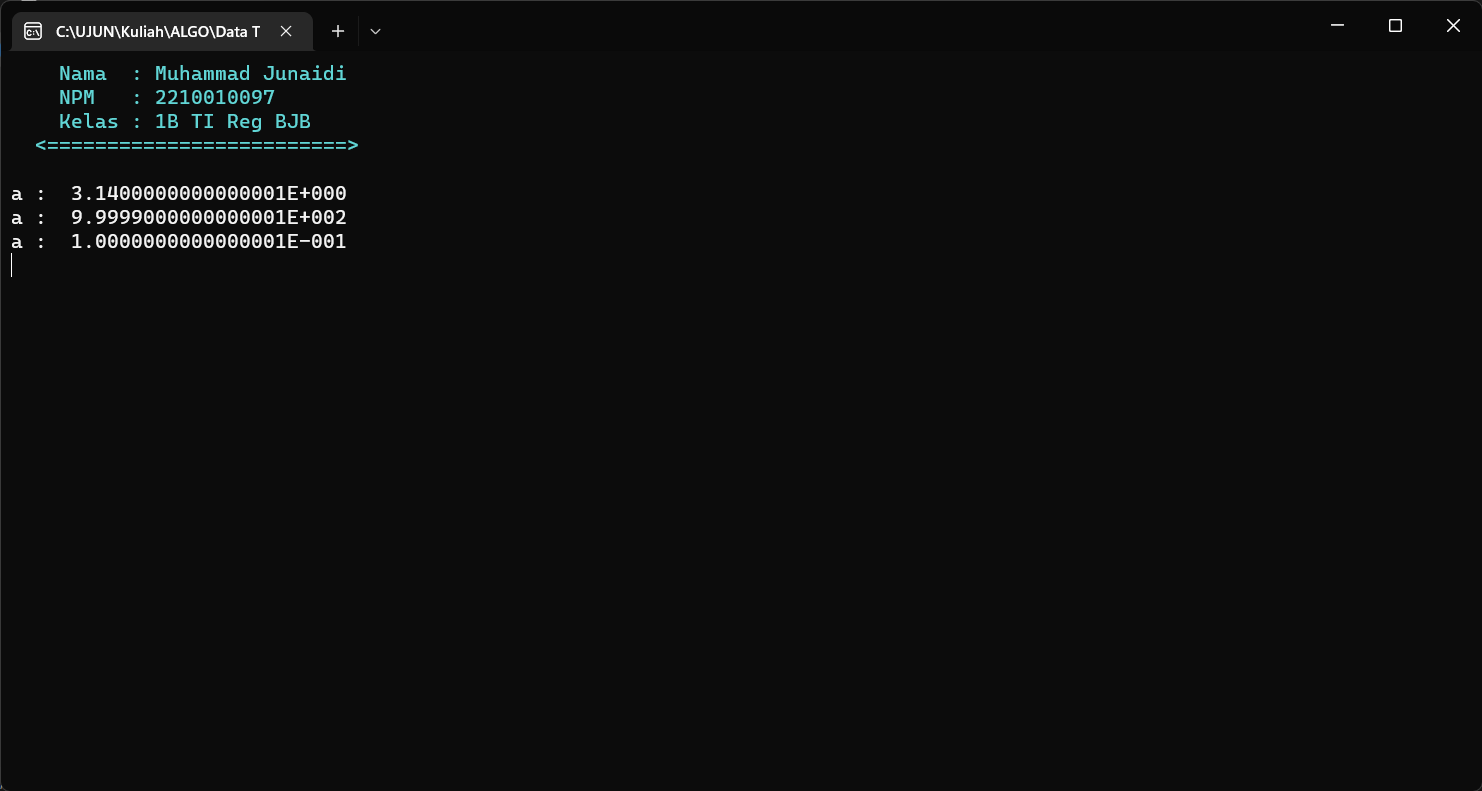 C:\UJUN\Kuliah\ALGO\Data T
Nama : Muhammad Junaidi
NPM : 2210010097
Kelas : 1B TI Reg BJB
<=========================>
a : 3.1400000000000001E+000
a : 9.9999000000000001E+002
a : 1.0000000000000001E-001